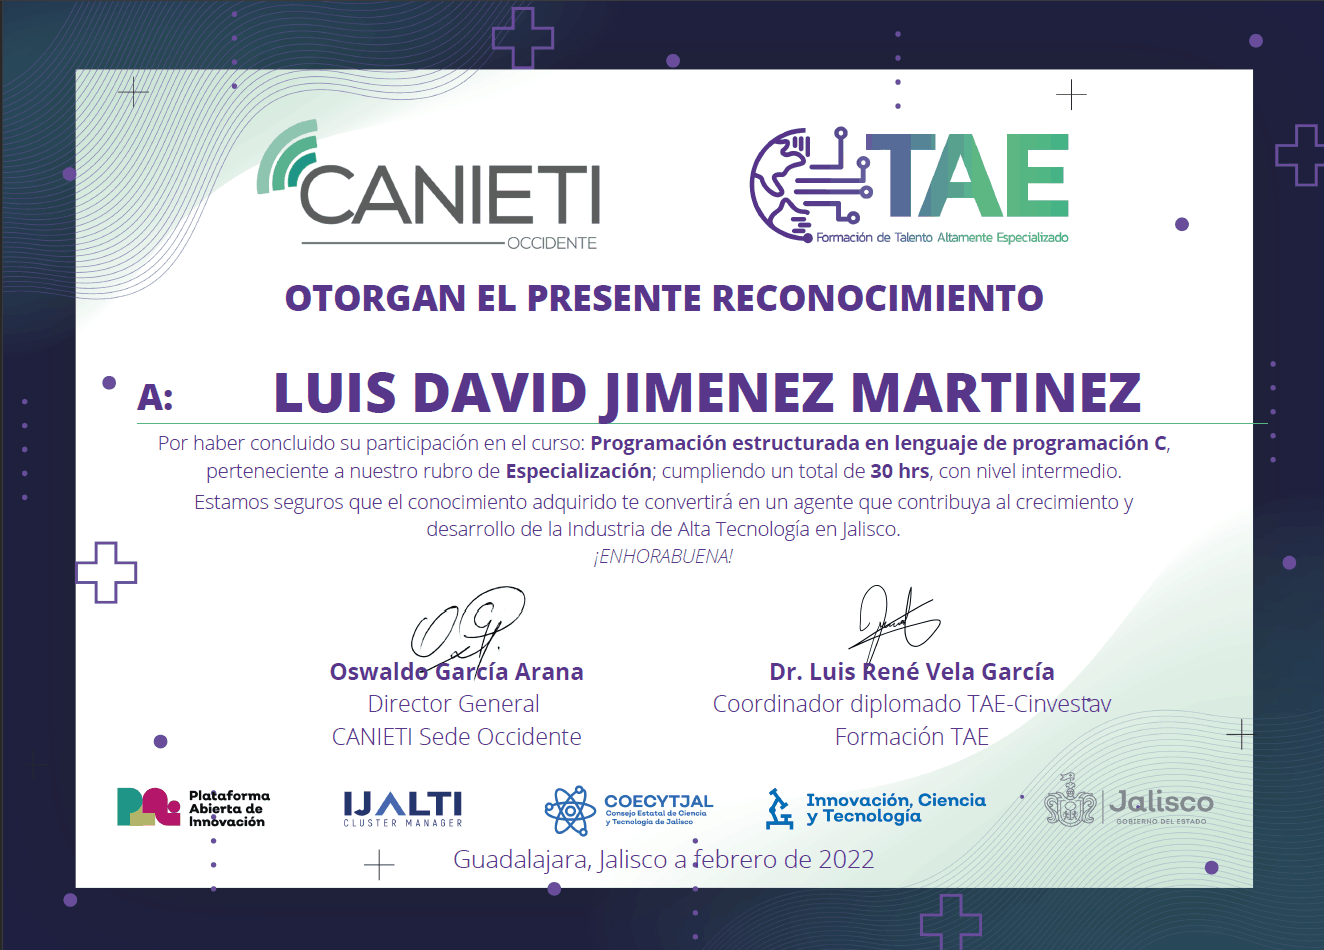 CANIETI
OCCIDENTE
TAE
Formación de Talento Altamente Especializado
OTORGAN EL PRESENTE RECONOCIMIENTO
A: LUIS DAVID JIMENEZ MARTINEZ
Por haber concluido su participación en el curso: Programación estructurada en lenguaje de programación C,
perteneciente a nuestro rubro de Especialización; cumpliendo un total de 30 hrs, con nivel intermedio.
Estamos seguros que el conocimiento adquirido te convertirá en un agente que contribuya al crecimiento y
desarrollo de la Industria de Alta Tecnología en Jalisco.
¡ENHORABUENA!
Oswaldo García Arana
Director General
CANIETI Sede Occidente
Dr. Luis René Vela García
Coordinador diplomado TAE-Cinvestav
Formación TAE
Plataforma
Abierta de
Innovación
IJALTI
CLUSTER MANAGER
COECYTJAL
Consejo Estatal de Ciencia
y Tecnología de Jalisco
Innovación, Ciencia
y Tecnología
Jalisco
GOBIERNO DEL ESTADO
Guadalajara, Jalisco a febrero de 2022